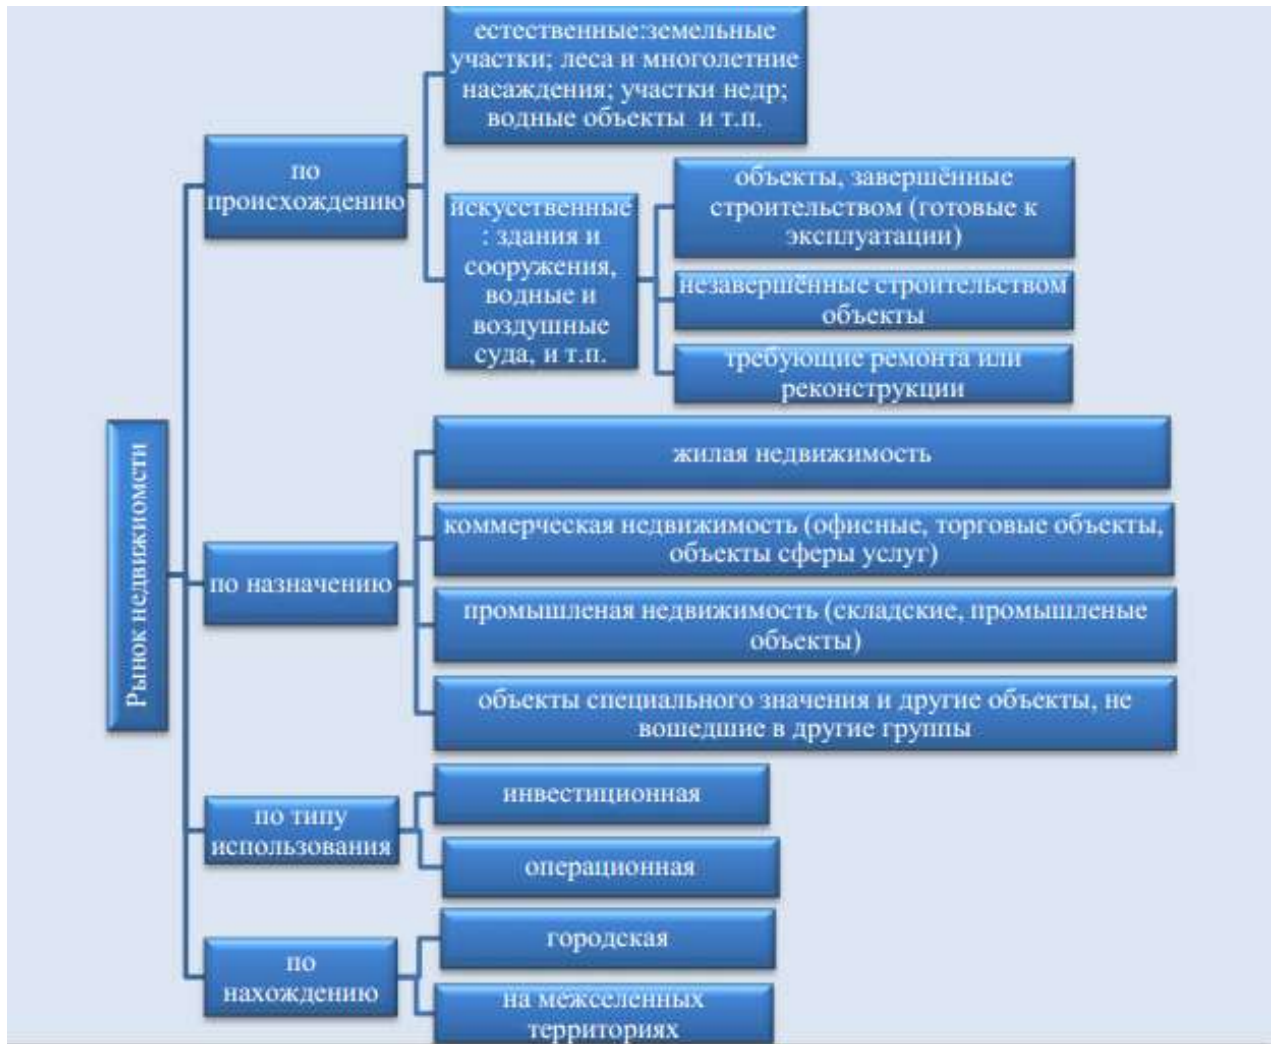 Рынок недвижиомсти
по
происхождению
естественные:земельные
участки; леса и многолетние
насаждения; участки недр;
водные объекты и т.п.
искусственные
: здания и
сооружения,
водные и
воздушные
суда, и т.п.
объекты, завершённые
строительством (готовые к
эксплуатации)
незавершённые строительством
объекты
требующие ремонта или
реконструкции
по назначению
жилая недвижимость
коммерческая недвижимость (офисные, торговые объекты,
объекты сферы услуг)
промышленая недвижимость (складские, промышленые
объекты)
объекты специального значения и другие объекты, не
вошедшие в другие группы
по типу
использования
инвестиционная
операционная
по
нахождению
городская
на межселенных
территориях